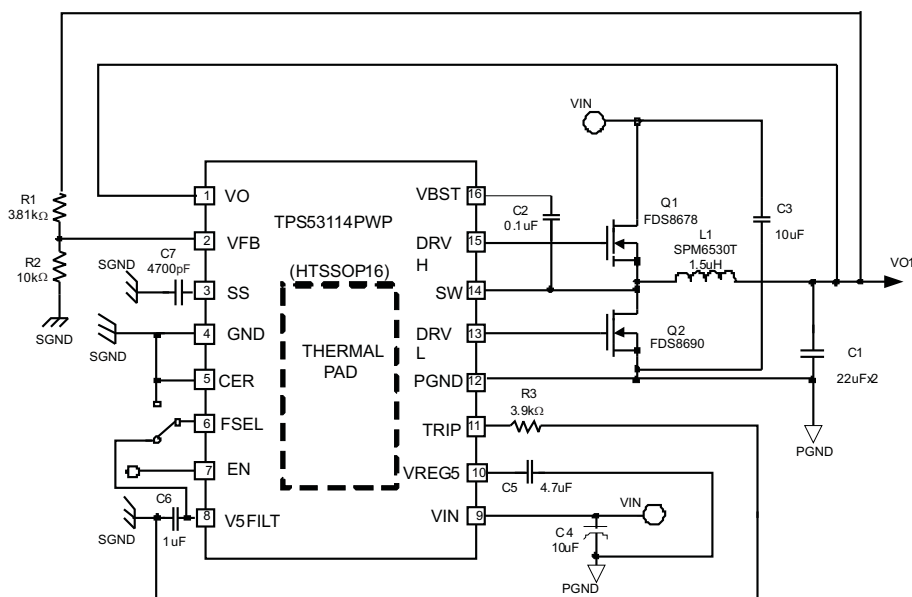 VIN
R1
3.81kΩ
R2
10kΩ
SGND
1 VO
TPS53114PWP
VBST 16
C2
0.1uF
Q1
FDS8678
C3
10uF
2 VFB
DRV
H
15
L1
SPM6530T
1.5uH
VO1
C7
4700pF
SGND
3 SS
(HTSSOP16)
SW 14
SGND
4 GND
THERMAL
PAD
DRV
L
13
Q2
FDS8690
C1
22uFx2
5 CER
PGND 12
R3
3.9kΩ
6 FSEL
TRIP 11
PGND
7 EN
VREG5 10
C5
4.7uF
C6
1uF
SGND
8 V5FILT
VIN 9
VIN
C4
10uF
PGND